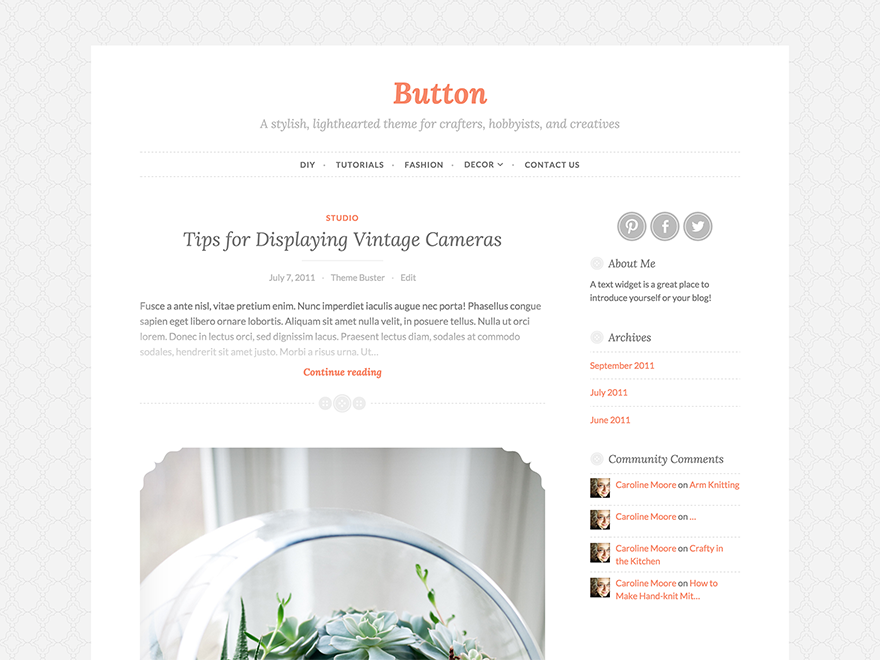 Button
A stylish, lighthearted theme for crafters, hobbyists, and creatives
DIY - TUTORIALS - FASHION - DECOR - CONTACT US
STUDIO
Tips for Displaying Vintage Cameras
July 7, 2011 - Theme Buster - Edit
Fusce a ante nisl, vitae pretium enim. Nunc imperdiet iaculis augue nec porta! Phasellus congue
sapien eget libero ornare lobortis. Aliquam sit amet nulla velit, in posuere tellus. Nulla ut orci
lorem. Donec in lectus orci, sed dignissim lacus. Praesent lectus diam, sodales at commodo
sodales, hendrerit sit amet justo. Morbi a risus urna. Ut...
Continue reading
About Me
A text widget is a great place to
introduce yourself or your blog!
Archives
September 2011
July 2011
June 2011
Community Comments
Caroline Moore on Arm Knitting
Caroline Moore on ...
Caroline Moore on Crafty in
the Kitchen
Caroline Moore on How to
Make Hand-knit Mit...